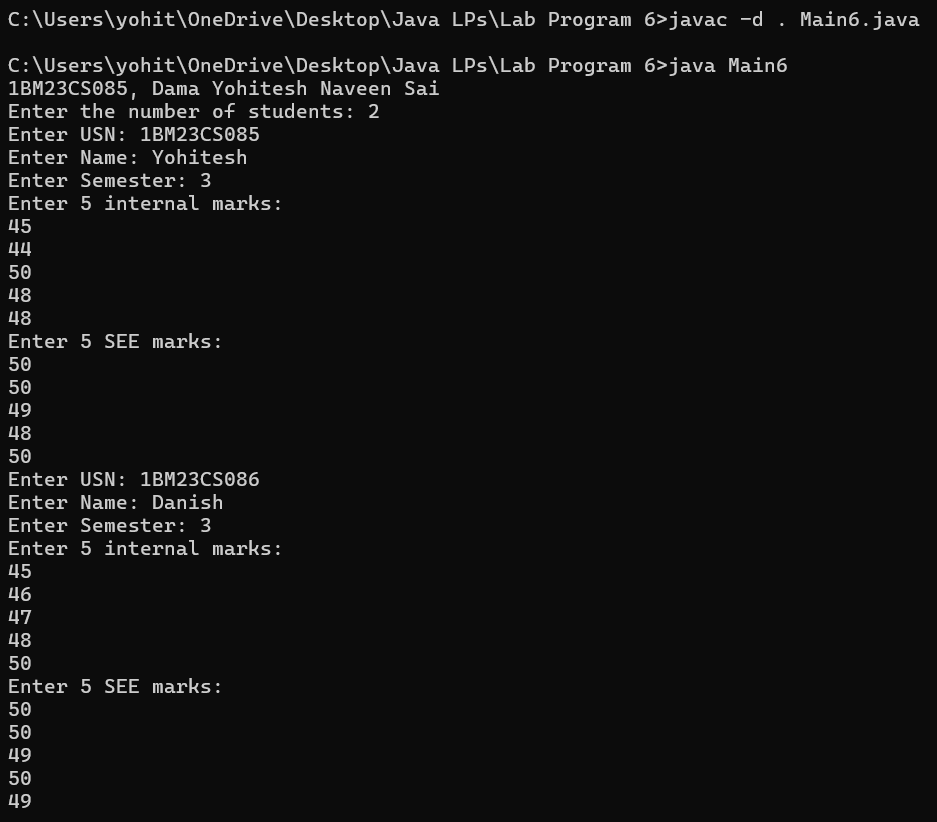 C:\Users\yohit\OneDrive\Desktop\Java LPs\Lab Program 6>javac -d . Main6.java
C:\Users\yohit\OneDrive\Desktop\Java LPs\Lab Program 6>java Main6
1BM23CS085, Dama Yohitesh Naveen Sai
Enter the number of students: 2
Enter USN: 1BM23CS085
Enter Name: Yohitesh
Enter Semester: 3
Enter 5 internal marks:
45
44
50
48
48
Enter 5 SEE marks:
50
50
49
48
50
Enter USN: 1BM23CS086
Enter Name: Danish
Enter Semester: 3
Enter 5 internal marks:
45
46
47
48
50
Enter 5 SEE marks:
50
50
49
50
49